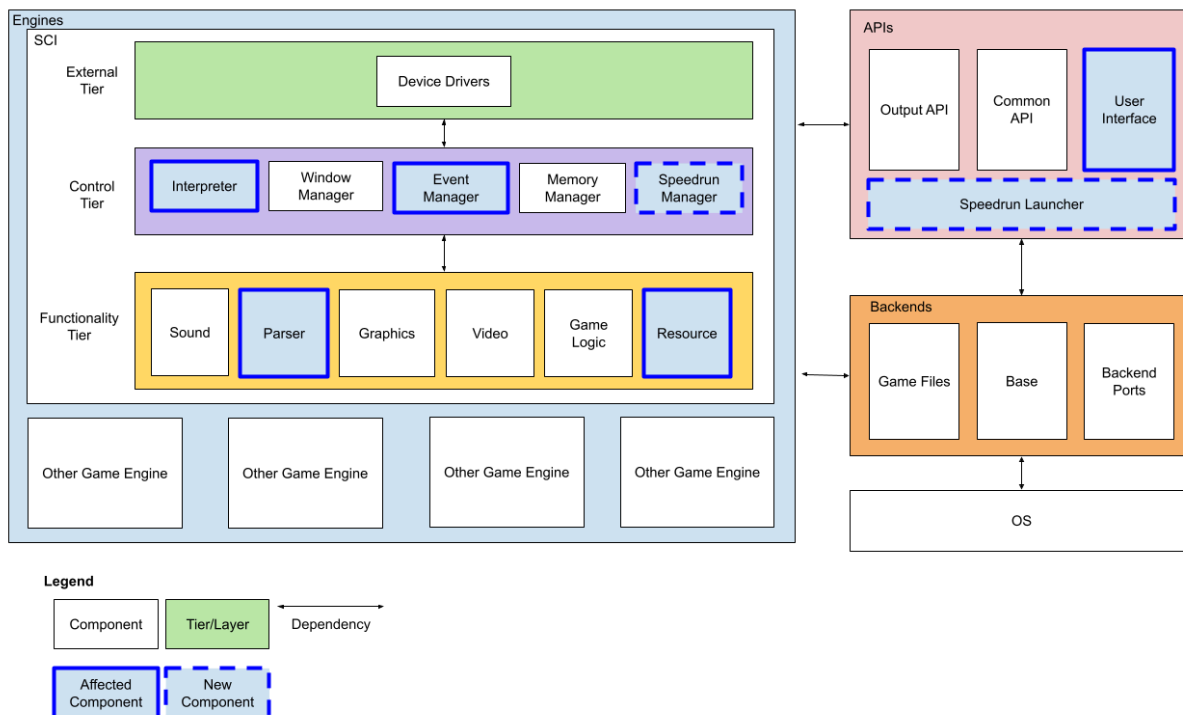 Engines
SCI
External
Tier
Device Drivers
Control
Tier
Interpreter
Window
Manager
Event
Manager
Memory
Manager
Speedrun
Manager
Functionality
Tier
Sound
Parser
Graphics
Video
Game
Logic
Resource
Other Game Engine
Other Game Engine
Other Game Engine
Other Game Engine
APIs
Output API
Common
API
User
Interface
Speedrun Launcher
Backends
Game Files
Base
Backend
Ports
OS
Legend
Component
Tier/Layer
Dependency
Affected
Component
New
Component